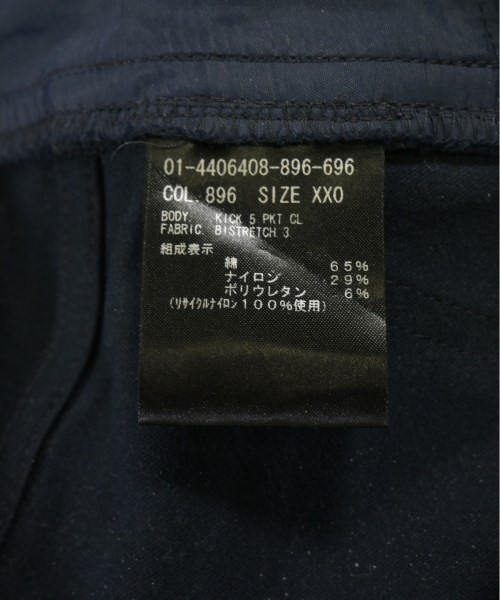 01-4406408-896-696
COL. 896 SIZE XXO
BODY. KICK 5 PKT CL
FABRIC. BISTRETCH 3
組成表示
綿 65%
ナイロン 29%
ポリウレタン 6%
(リサイクルナイロン100%使用)